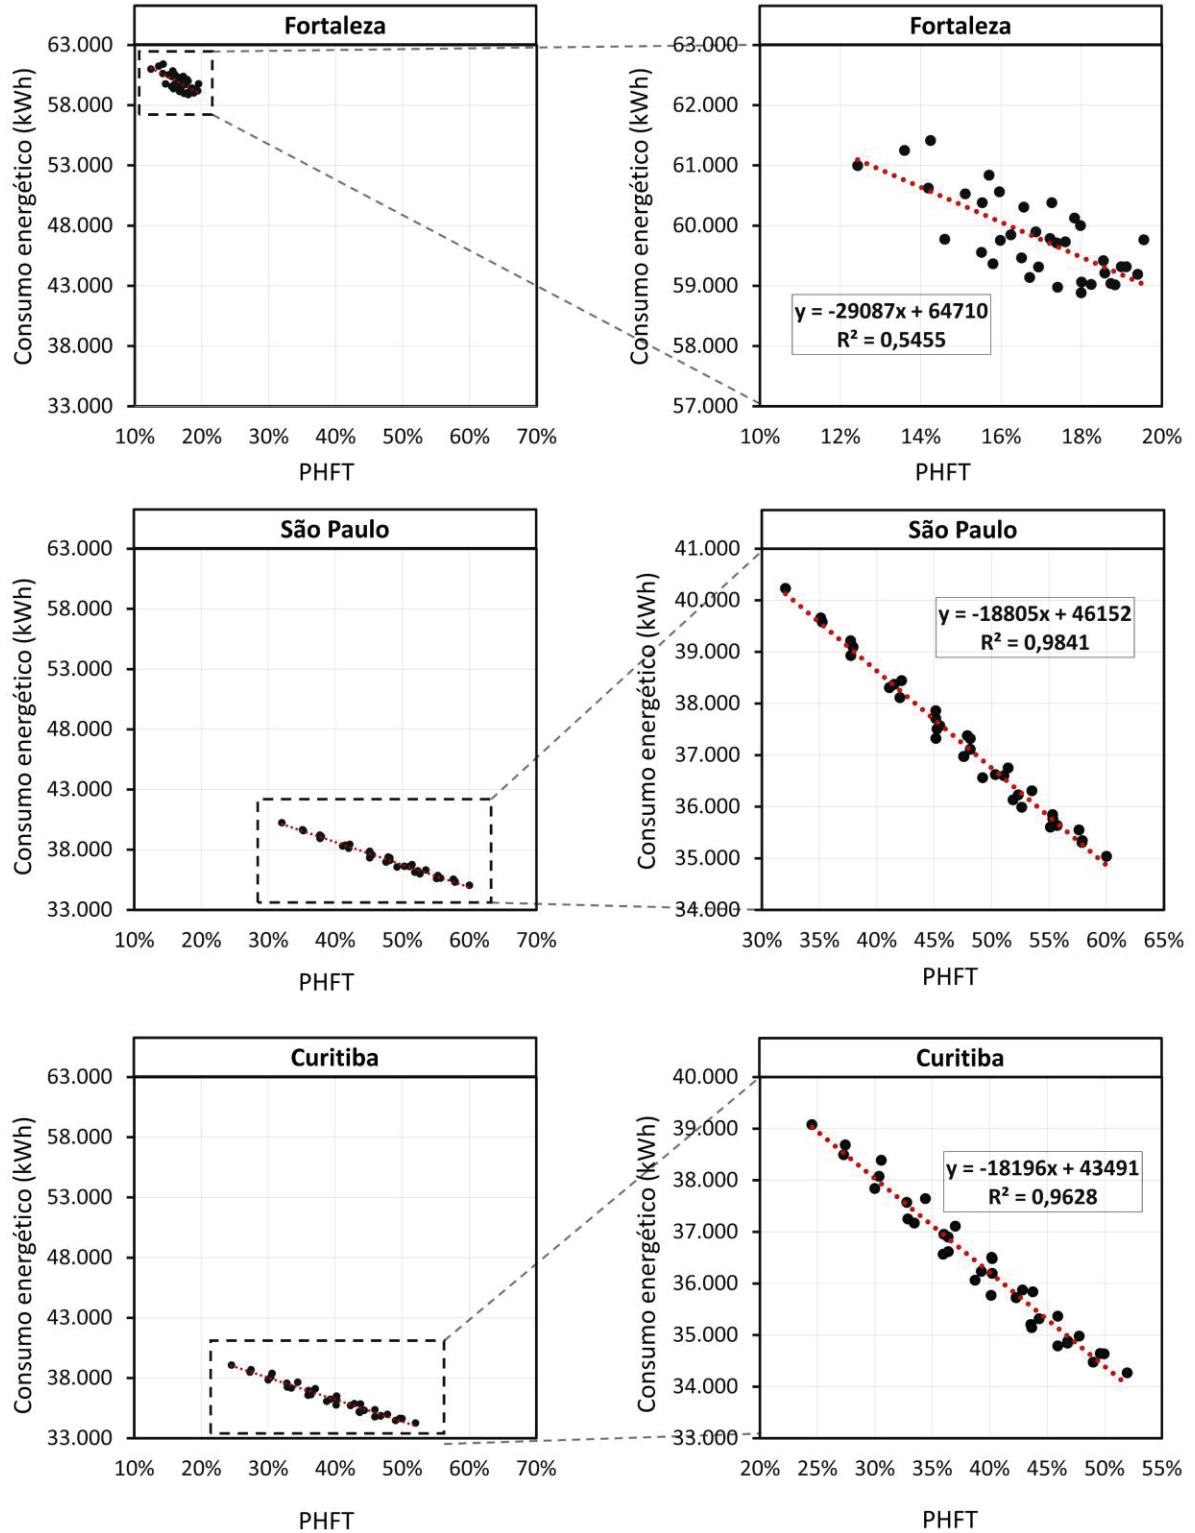 Fortaleza
63.000
58.000
53.000
48.000
43.000
38.000
33.000
Consumo energético (kWh)
10% 20% 30% 40% 50% 60% 70%
PHFT
Fortaleza
63.000
62.000
61.000
60.000
59.000
58.000
57.000
Consumo energético (kWh)
y = -29087x + 64710
R² = 0,5455
10% 12% 14% 16% 18% 20%
PHFT
São Paulo
63.000
58.000
53.000
48.000
43.000
38.000
33.000
Consumo energético (kWh)
10% 20% 30% 40% 50% 60% 70%
PHFT
São Paulo
41.000
40.000
39.000
38.000
37.000
36.000
35.000
34.000
Consumo energético (kWh)
y = -18805x + 46152
R² = 0,9841
30% 35% 40% 45% 50% 55% 60% 65%
PHFT
Curitiba
63.000
58.000
53.000
48.000
43.000
38.000
33.000
Consumo energético (kWh)
10% 20% 30% 40% 50% 60% 70%
PHFT
Curitiba
40.000
39.000
38.000
37.000
36.000
35.000
34.000
33.000
Consumo energético (kWh)
y = -18196x + 43491
R² = 0,9628
20% 25% 30% 35% 40% 45% 50% 55%
PHFT